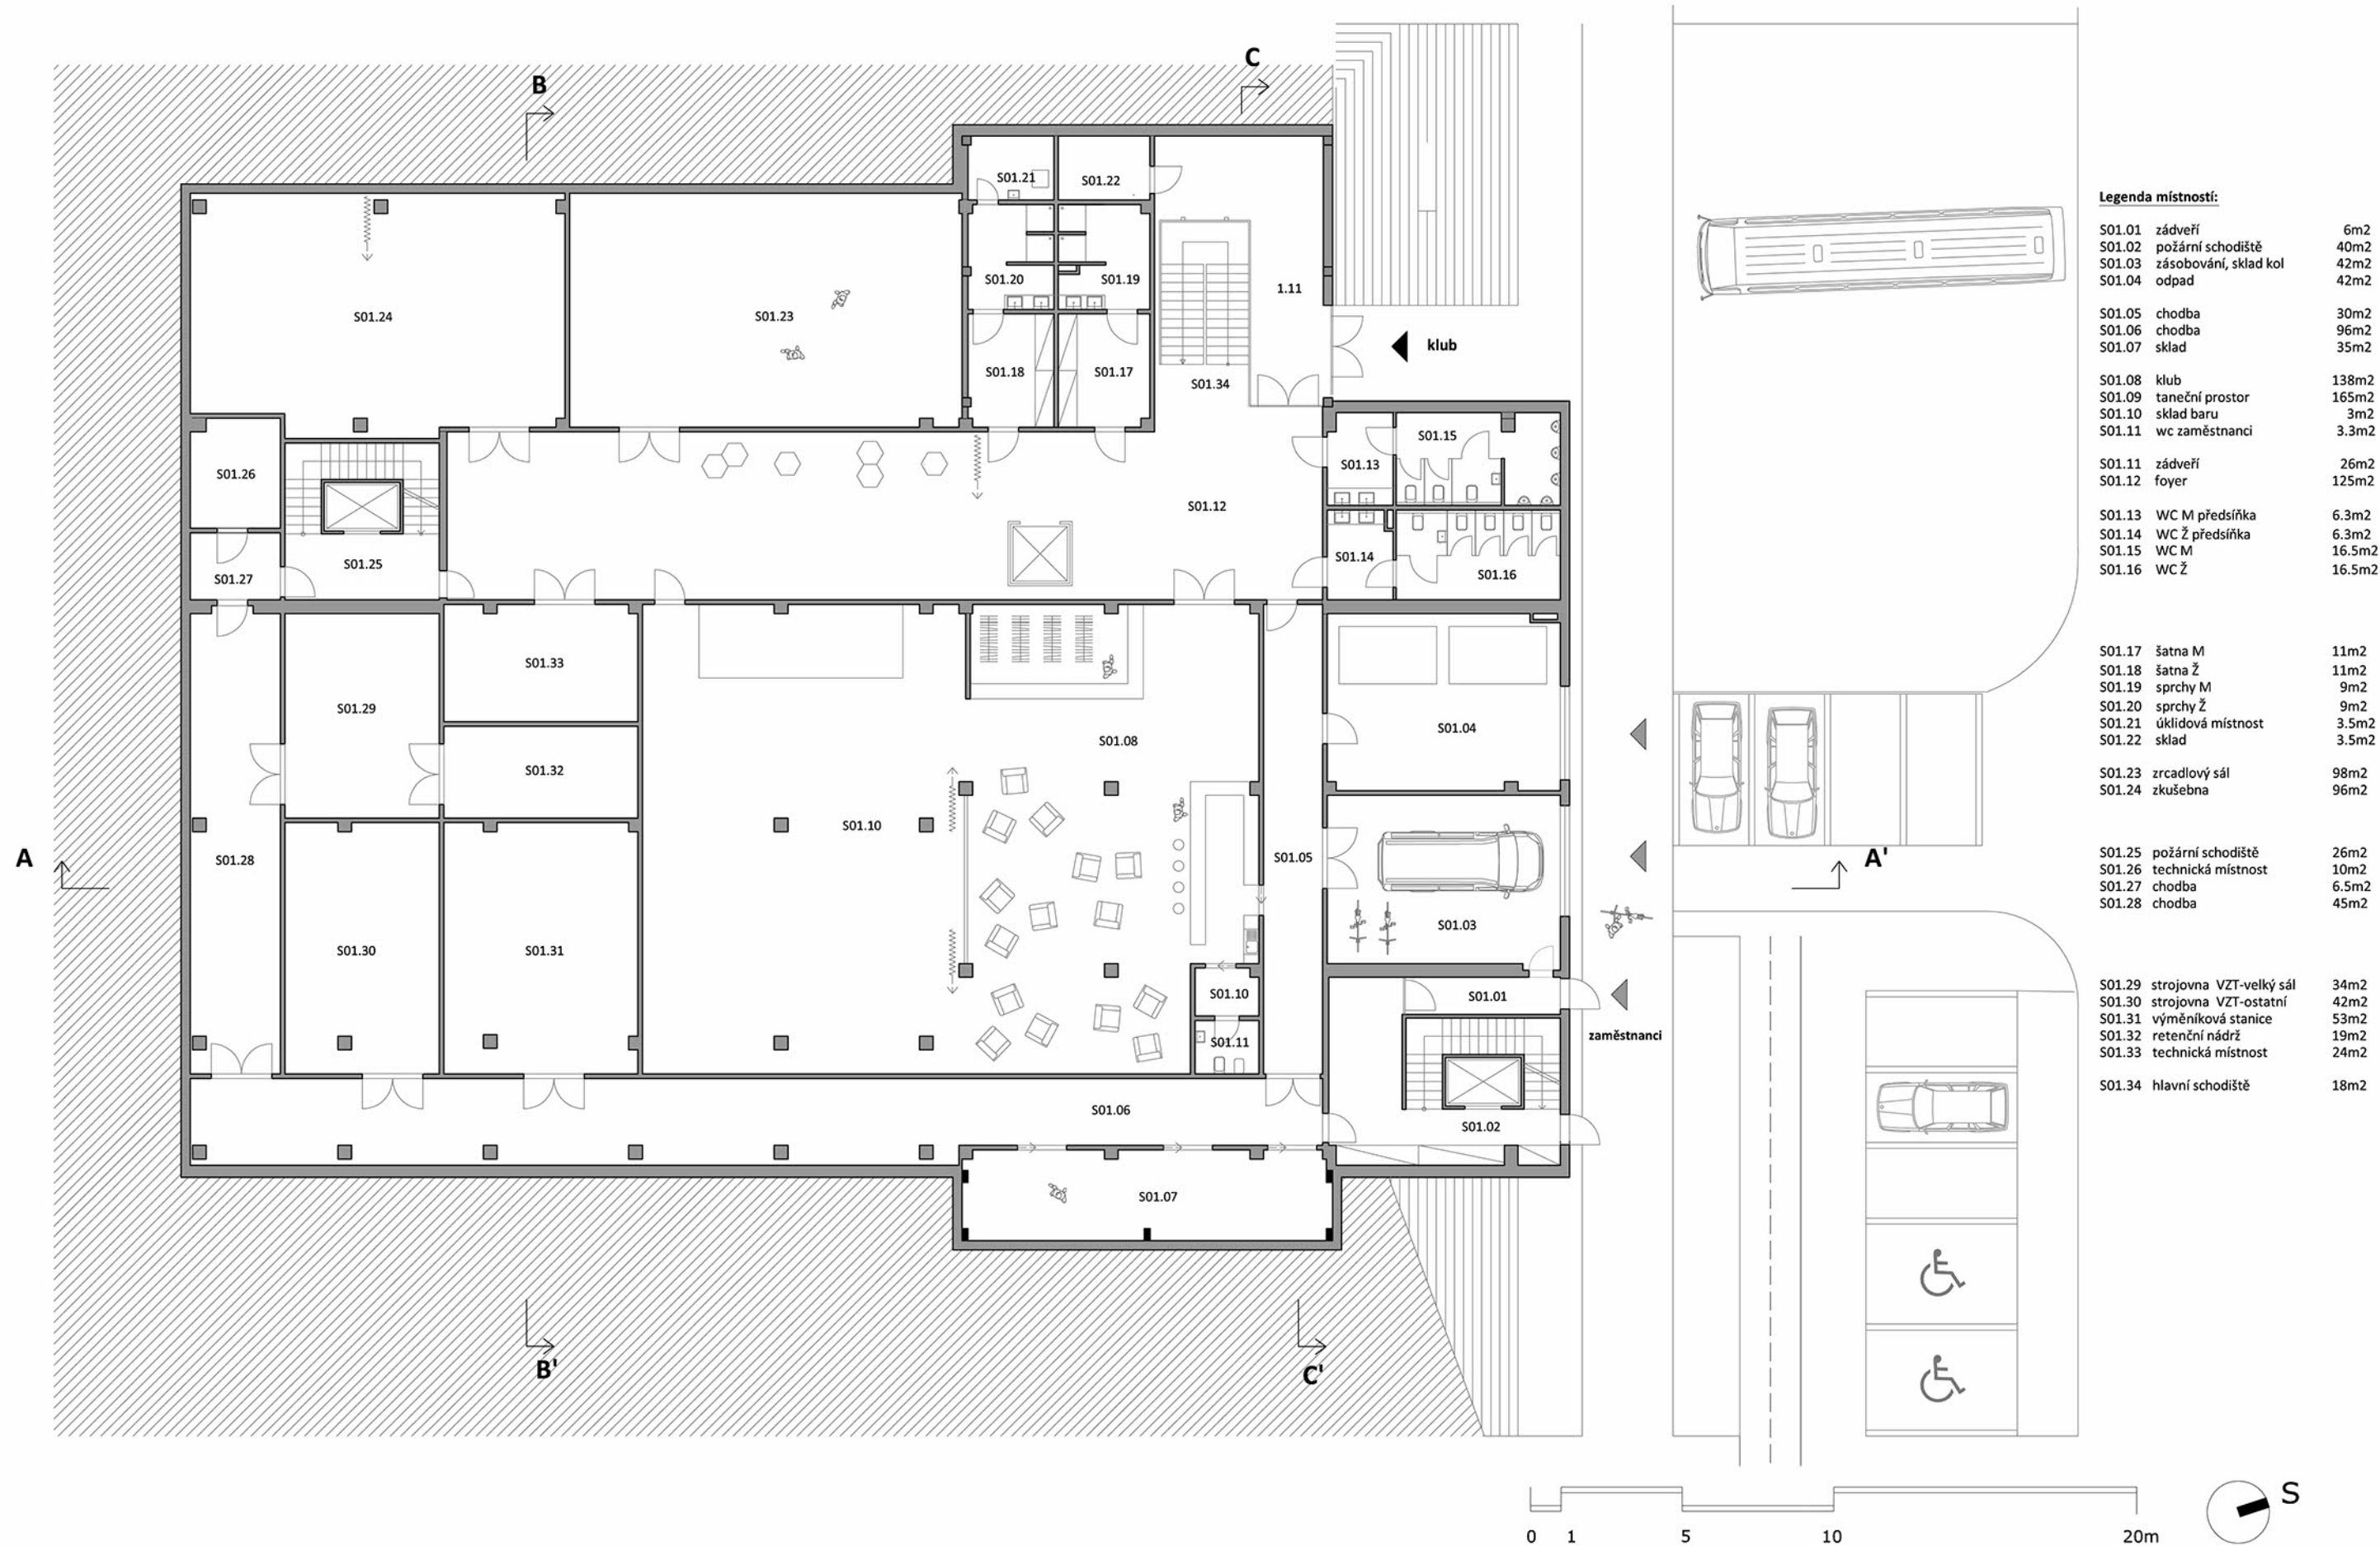 C
B
S01.21
S01.22
S01.20
S01.19
1.11
S01.24
S01.23
klub
S01.18
S01.17
S01.34
S01.15
S01.13
S01.26
S01.12
S01.14
S01.25
S01.27
S01.16
S01.33
S01.29
S01.04
S01.08
S01.32
S01.10
A
S01.28
S01.05
A'
S01.03
S01.30
S01.31
S01.10
S01.01
S01.11
zaměstnanci
S01.06
S01.02
S01.07
B'
C'
Legenda místností:
S01.01 zádveří 6m2
S01.02 požární schodiště 40m2
S01.03 zásobování, sklad kol 42m2
S01.04 odpad 42m2
S01.05 chodba 30m2
S01.06 chodba 96m2
S01.07 sklad 35m2
S01.08 klub 138m2
S01.09 taneční prostor 165m2
S01.10 sklad baru 3m2
S01.11 wc zaměstnanci 3.3m2
S01.11 zádveří 26m2
S01.12 foyer 125m2
S01.13 WC M předsíňka 6.3m2
S01.14 WC Ž předsíňka 6.3m2
S01.15 WC M 16.5m2
S01.16 WC Ž 16.5m2
S01.17 šatna M 11m2
S01.18 šatna Ž 11m2
S01.19 sprchy M 9m2
S01.20 sprchy Ž 9m2
S01.21 úklidová místnost 3.5m2
S01.22 sklad 3.5m2
S01.23 zrcadlový sál 98m2
S01.24 zkušebna 96m2
S01.25 požární schodiště 26m2
S01.26 technická místnost 10m2
S01.27 chodba 6.5m2
S01.28 chodba 45m2
S01.29 strojovna VZT-velký sál 34m2
S01.30 strojovna VZT-ostatní 42m2
S01.31 výměníková stanice 53m2
S01.32 retenční nádrž 19m2
S01.33 technická místnost 24m2
S01.34 hlavní schodiště 18m2
0 1 5 10 20m
S